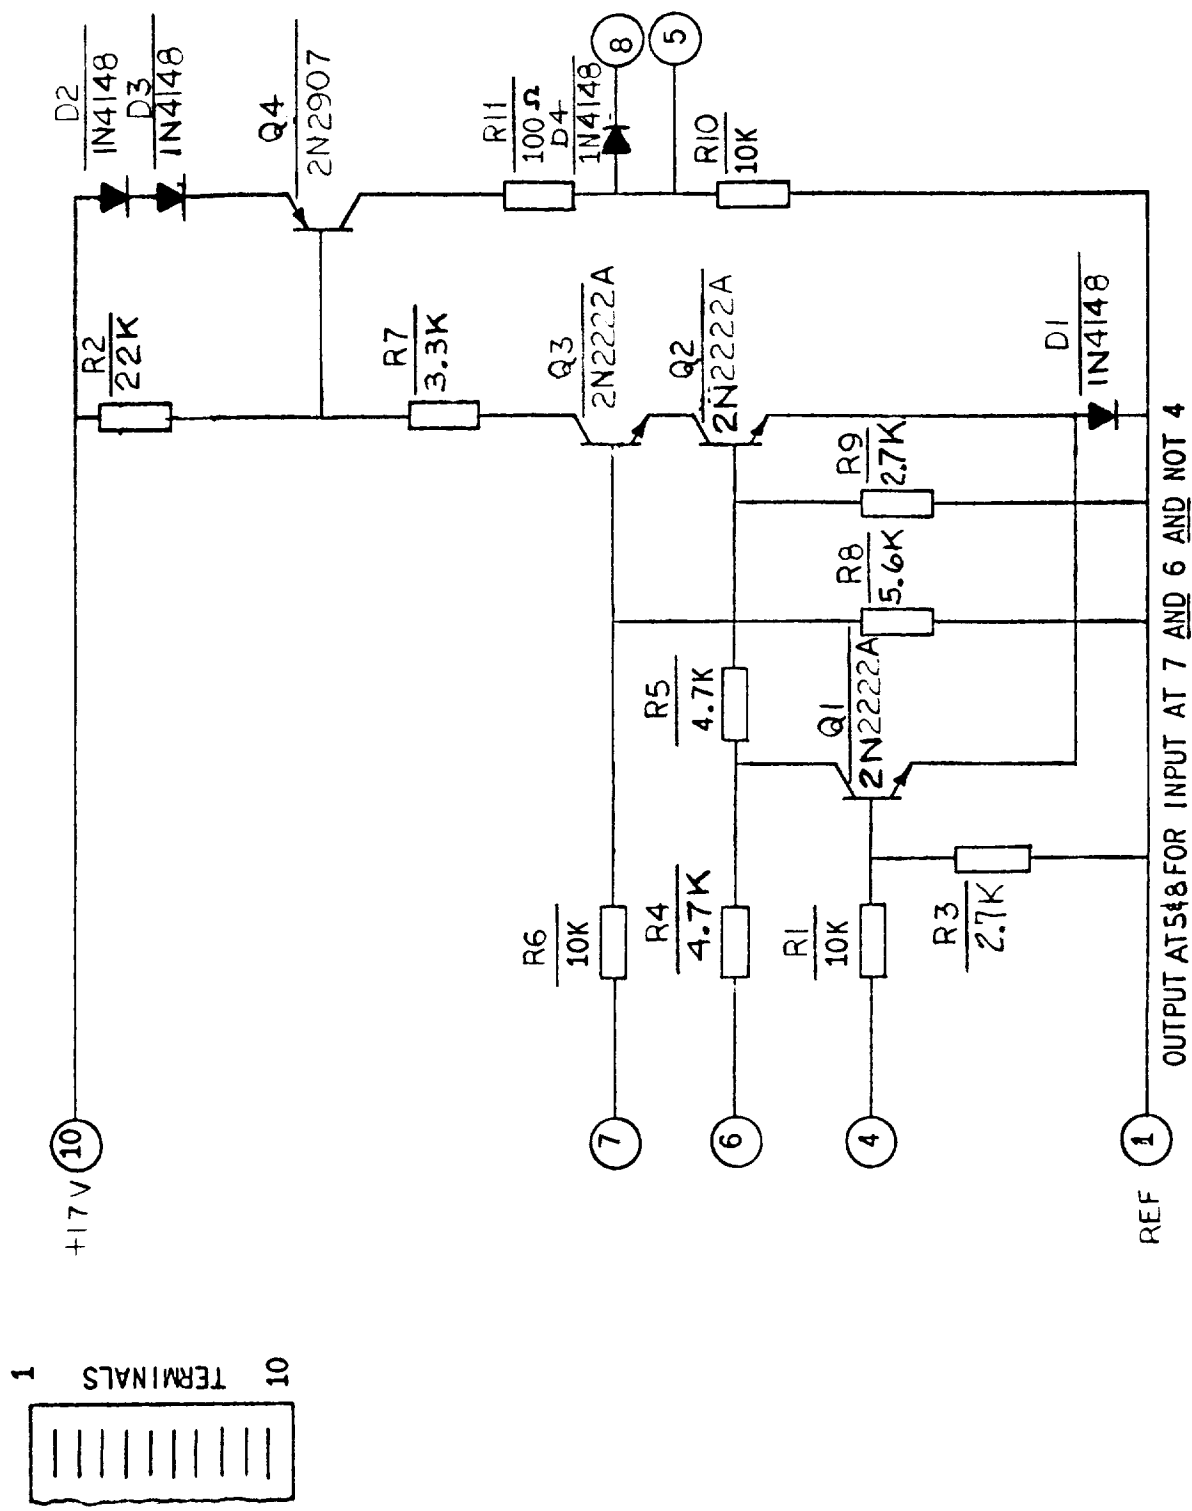 D2
1N4148
D3
1N4148
Q4
2N2907
R11
100Ω
D4
1N4148
8
5
R10
10K
R2
22K
R7
3.3K
Q3
2N2222A
Q2
2N2222A
D1
1N4148
R9
2.7K
R8
5.6K
R5
4.7K
Q1
2N2222A
R6
10K
R4
4.7K
R1
10K
R3
2.7K
+17V
10
7
6
4
REF
1
OUTPUT AT 5&8 FOR INPUT AT 7 AND 6 AND NOT 4
1
TERMINALS
10